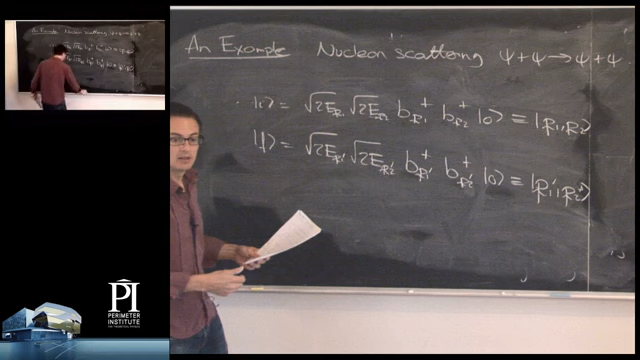 An Example Nucleon scattering ψ + ψ → ψ + ψ
|i⟩ = √2E_p₁ √2E_p₂ b†_p₁ b†_p₂ |0⟩ ≡ |p₁, p₂⟩
|f⟩ = √2E_p₁' √2E_p₂' b†_p₁' b†_p₂' |0⟩ ≡ |p₁', p₂'⟩
PI
PERIMETER
INSTITUTE